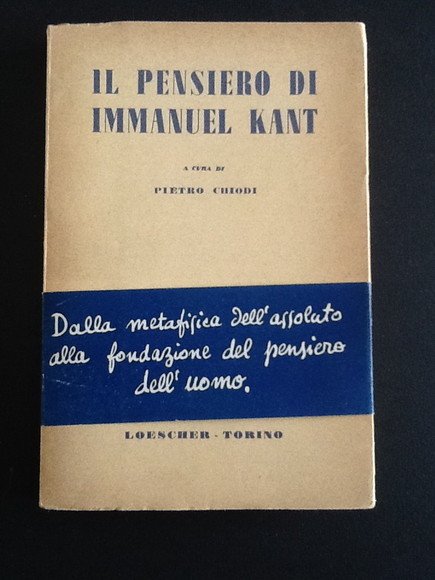 IL PENSIERO DI
IMMANUEL KANT
A CURA DI
PIETRO CHIODI
Dalla metafisica dell'assoluto
alla fondazione del pensiero
dell'uomo.
LOESCHER - TORINO